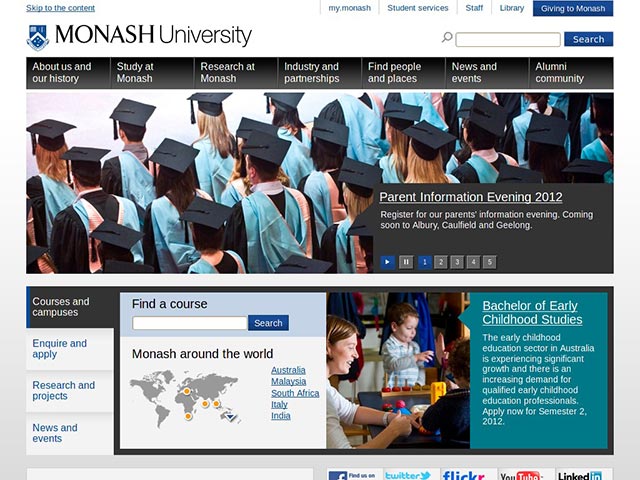 Skip to the content
my.monash
Student services
Staff
Library
Giving to Monash
MONASH University
Search
About us and
our history
Study at
Monash
Research at
Monash
Industry and
partnerships
Find people
and places
News and
events
Alumni
community
Parent Information Evening 2012
Register for our parents' information evening. Coming
soon to Albury, Caulfield and Geelong.
1 2 3 4 5
Courses and
campuses
Enquire and
apply
Research and
projects
News and
events
Find a course
Search
Monash around the world
Australia
Malaysia
South Africa
Italy
India
Bachelor of Early
Childhood Studies
The early childhood
education sector in Australia
is experiencing significant
growth and there is an
increasing demand for
qualified early childhood
education professionals.
Apply now for Semester 2,
2012.
Find us on
twitter
flickr
YouTube
Linked in